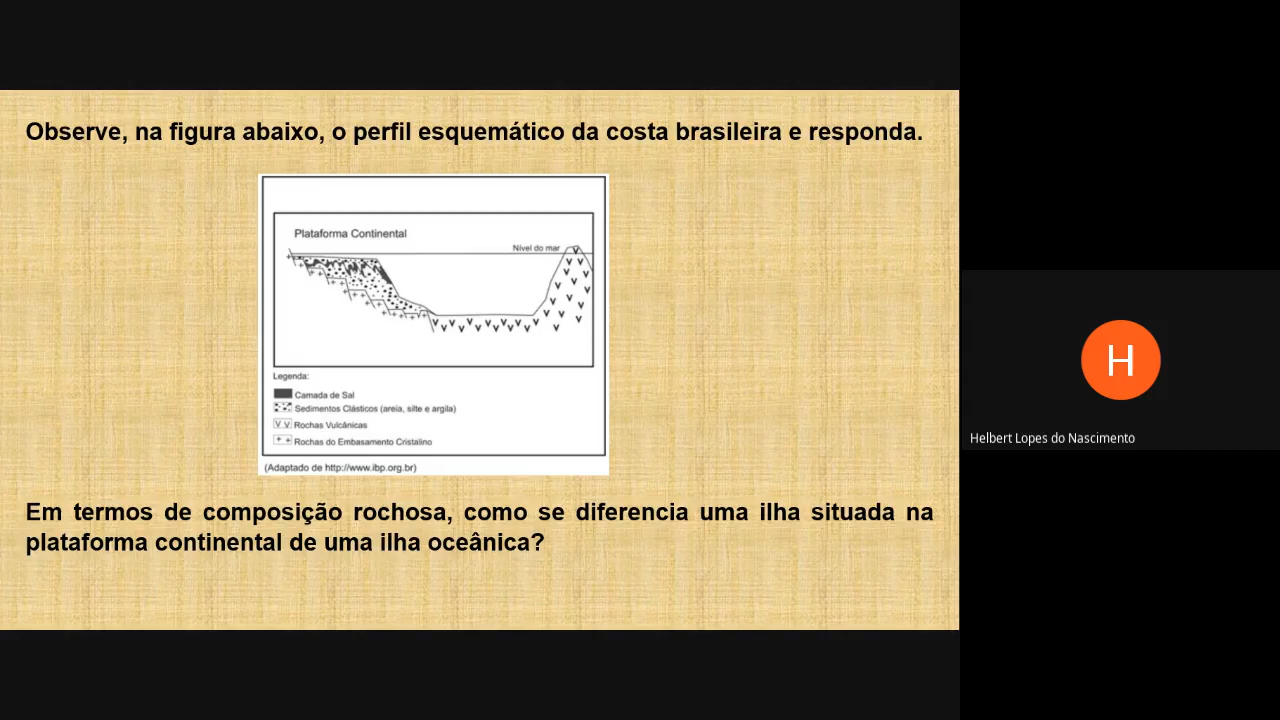 Observe, na figura abaixo, o perfil esquemático da costa brasileira e responda.
Plataforma Continental
Nível do mar
Legenda:
Camada de Sal
Sedimentos Clásticos (areia, silte e argila)
Rochas Vulcânicas
Rochas do Embasamento Cristalino
(Adaptado de http://www.ibp.org.br)
Em termos de composição rochosa, como se diferencia uma ilha situada na
plataforma continental de uma ilha oceânica?
H
Helbert Lopes do Nascimento